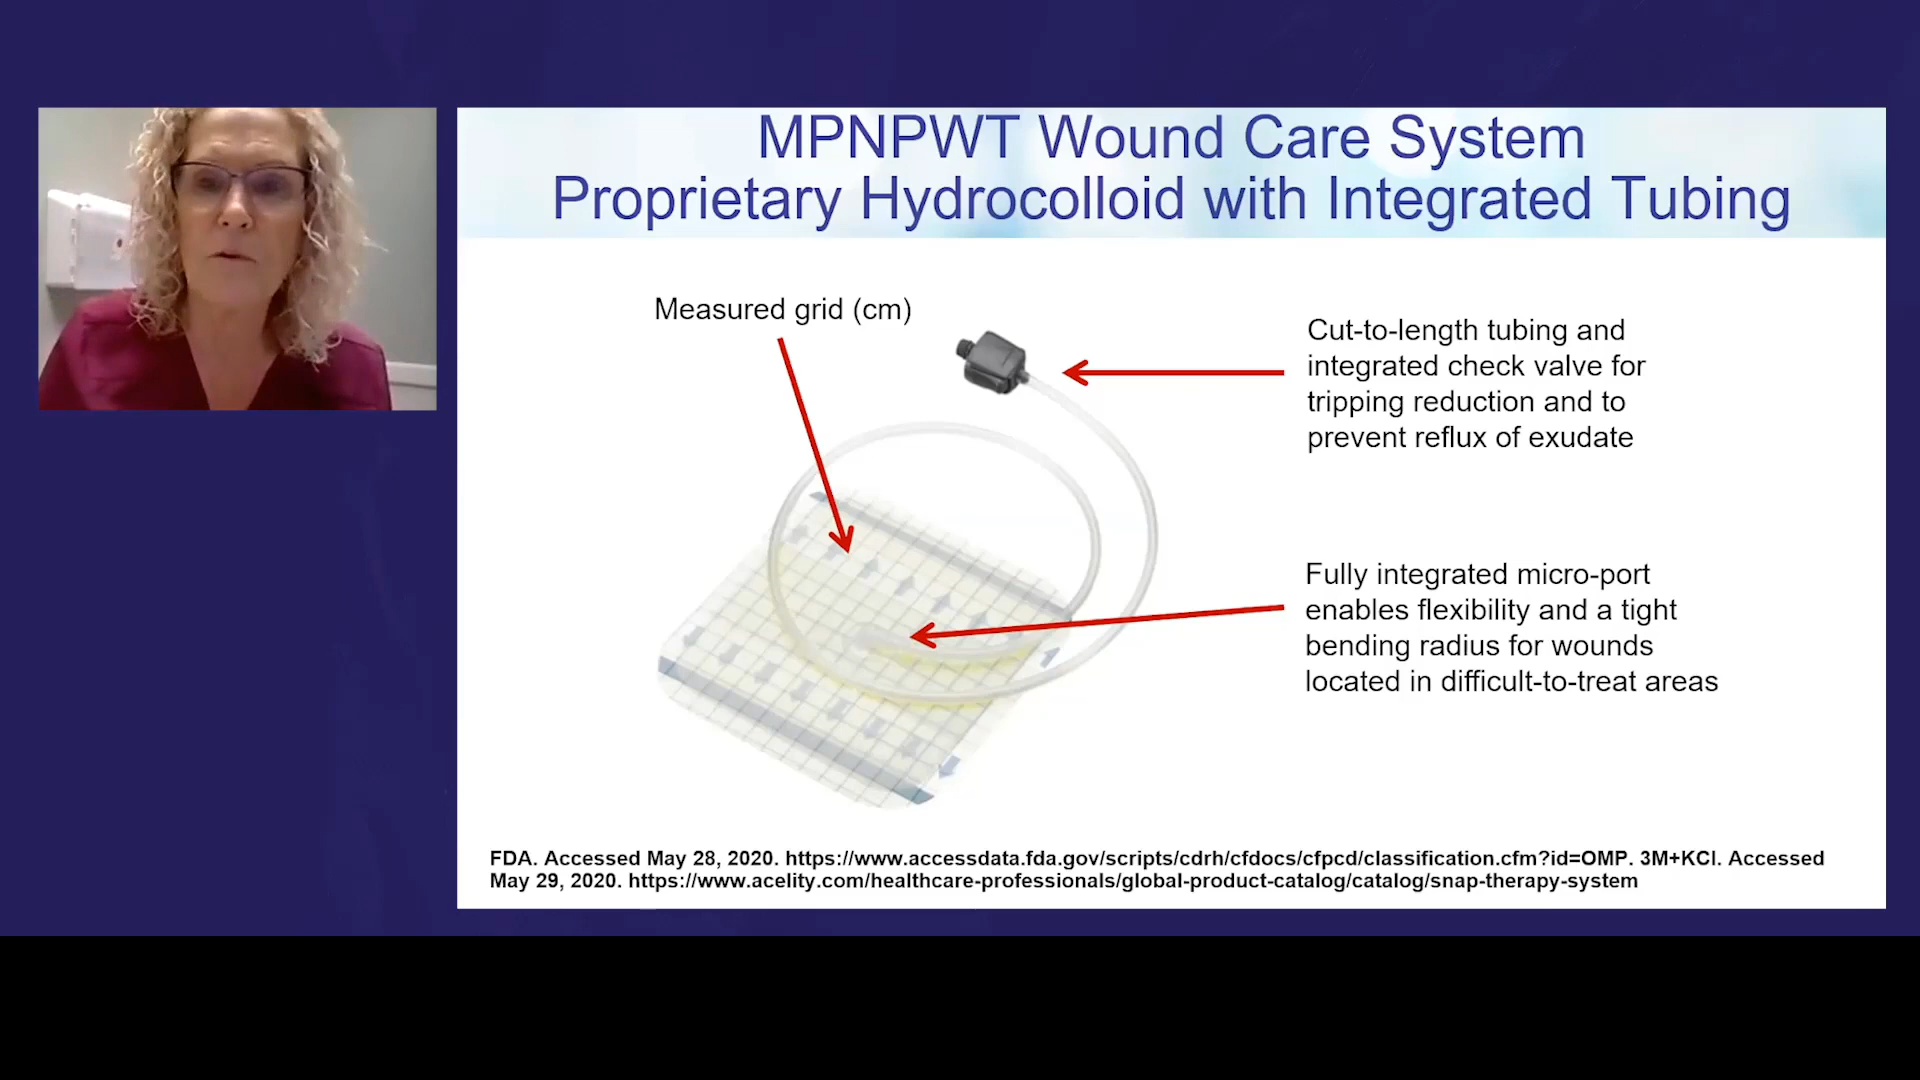 MPNPWT Wound Care System
Proprietary Hydrocolloid with Integrated Tubing
Measured grid (cm)
Cut-to-length tubing and
integrated check valve for
tripping reduction and to
prevent reflux of exudate
Fully integrated micro-port
enables flexibility and a tight
bending radius for wounds
located in difficult-to-treat areas
FDA. Accessed May 28, 2020. https://www.accessdata.fda.gov/scripts/cdrh/cfdocs/cfpcd/classification.cfm?id=OMP. 3M+KCI. Accessed
May 29, 2020. https://www.acelity.com/healthcare-professionals/global-product-catalog/catalog/snap-therapy-system